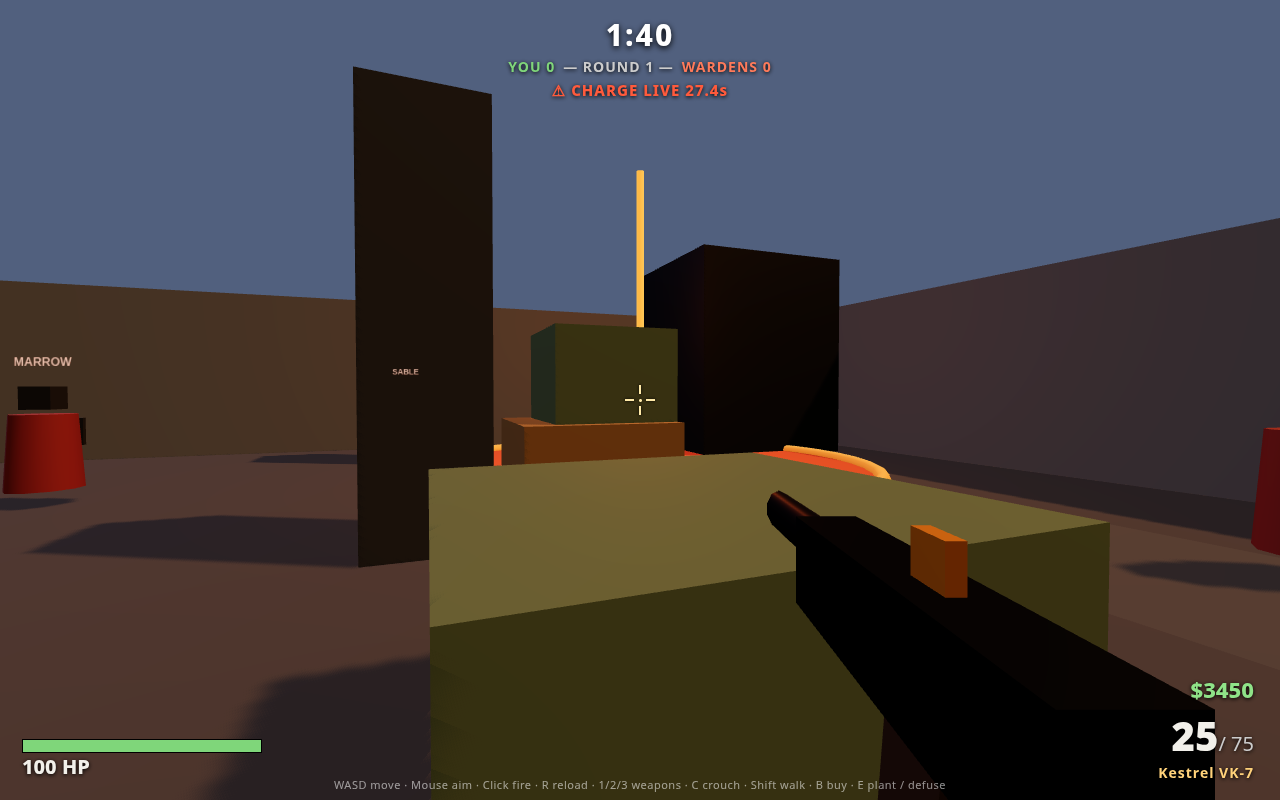 1:40
YOU 0 — ROUND 1 — WARDENS 0
⚠ CHARGE LIVE 27.4s
MARROW
SABLE
$3450
25 / 75
100 HP
Kestrel VK-7
WASD move · Mouse aim · Click fire · R reload · 1/2/3 weapons · C crouch · Shift walk · B buy · E plant / defuse